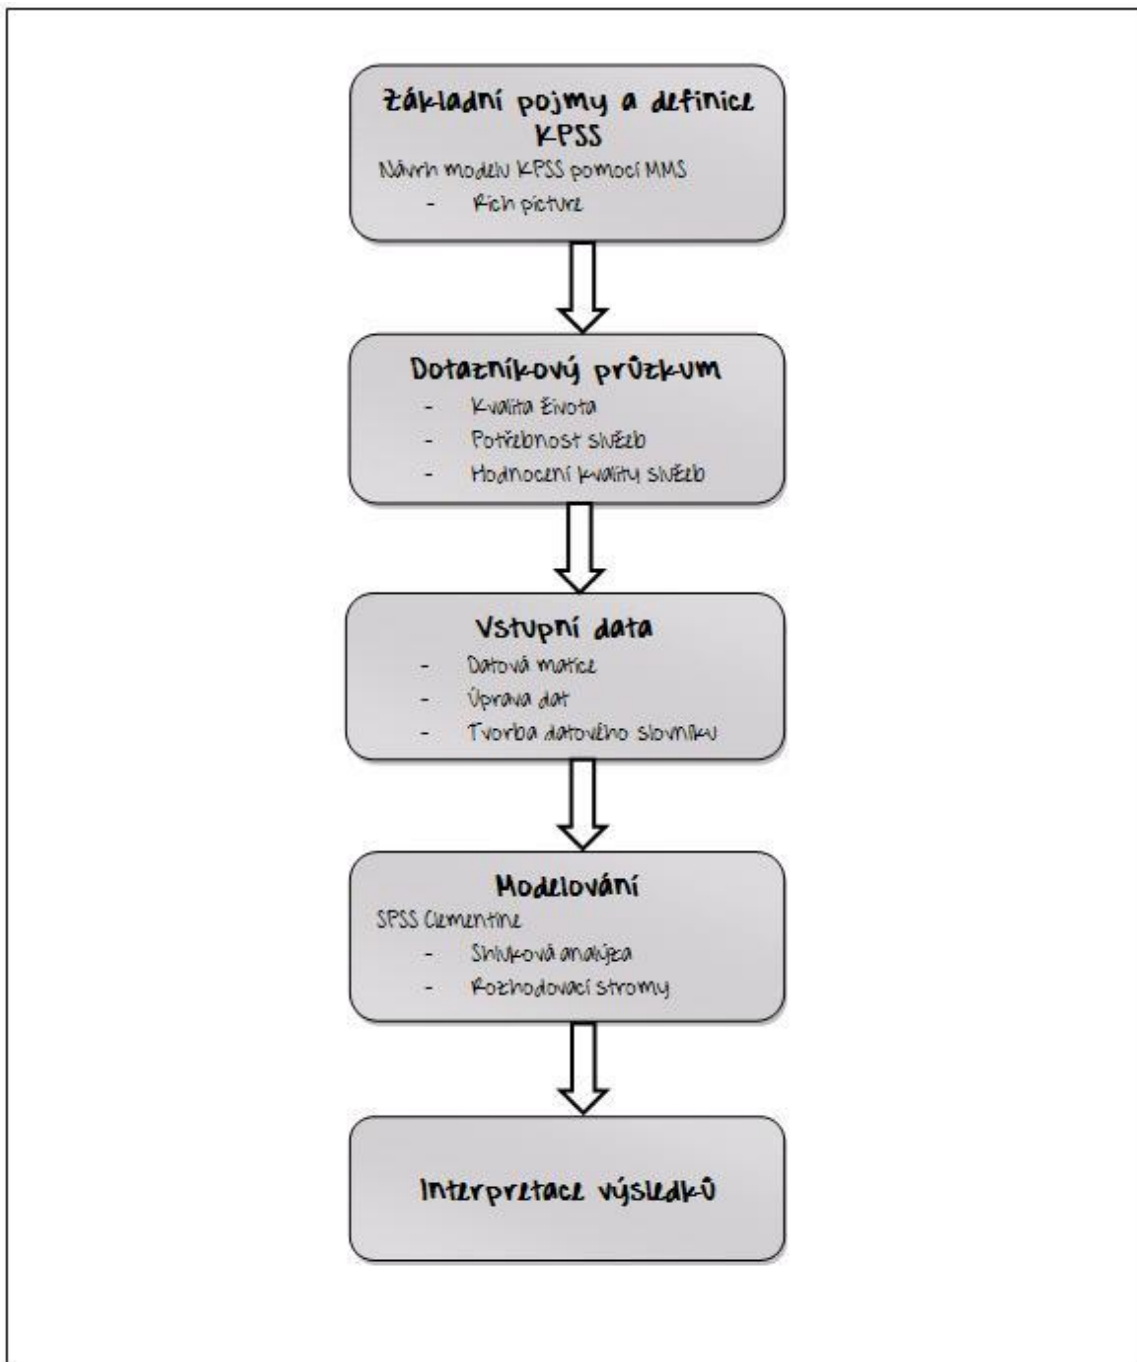 Základní pojmy a definice
KPSS
Návrh modelu KPSS pomocí MMS
- Rich picture
Dotazníkový průzkum
- Kvalita života
- Potřebnost služeb
- Hodnocení kvality služeb
Vstupní data
- Datová matice
- Úprava dat
- Tvorba datového slovníku
Modelování
SPSS Clementine
- Shluková analýza
- Rozhodovací stromy
Interpretace výsledků